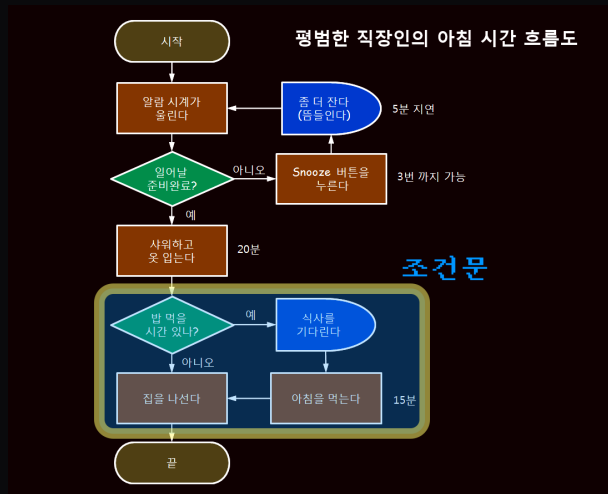 평범한 직장인의 아침 시간 흐름도
시작
알람 시계가
울린다
좀 더 잔다
(뜸들인다)
5분 지연
일어날
준비완료?
아니오
Snooze 버튼을
누른다
3번 까지 가능
예
샤워하고
옷 입는다
20분
조건문
밥 먹을
시간 있나?
예
식사를
기다린다
아니오
집을 나선다
아침을 먹는다
15분
끝